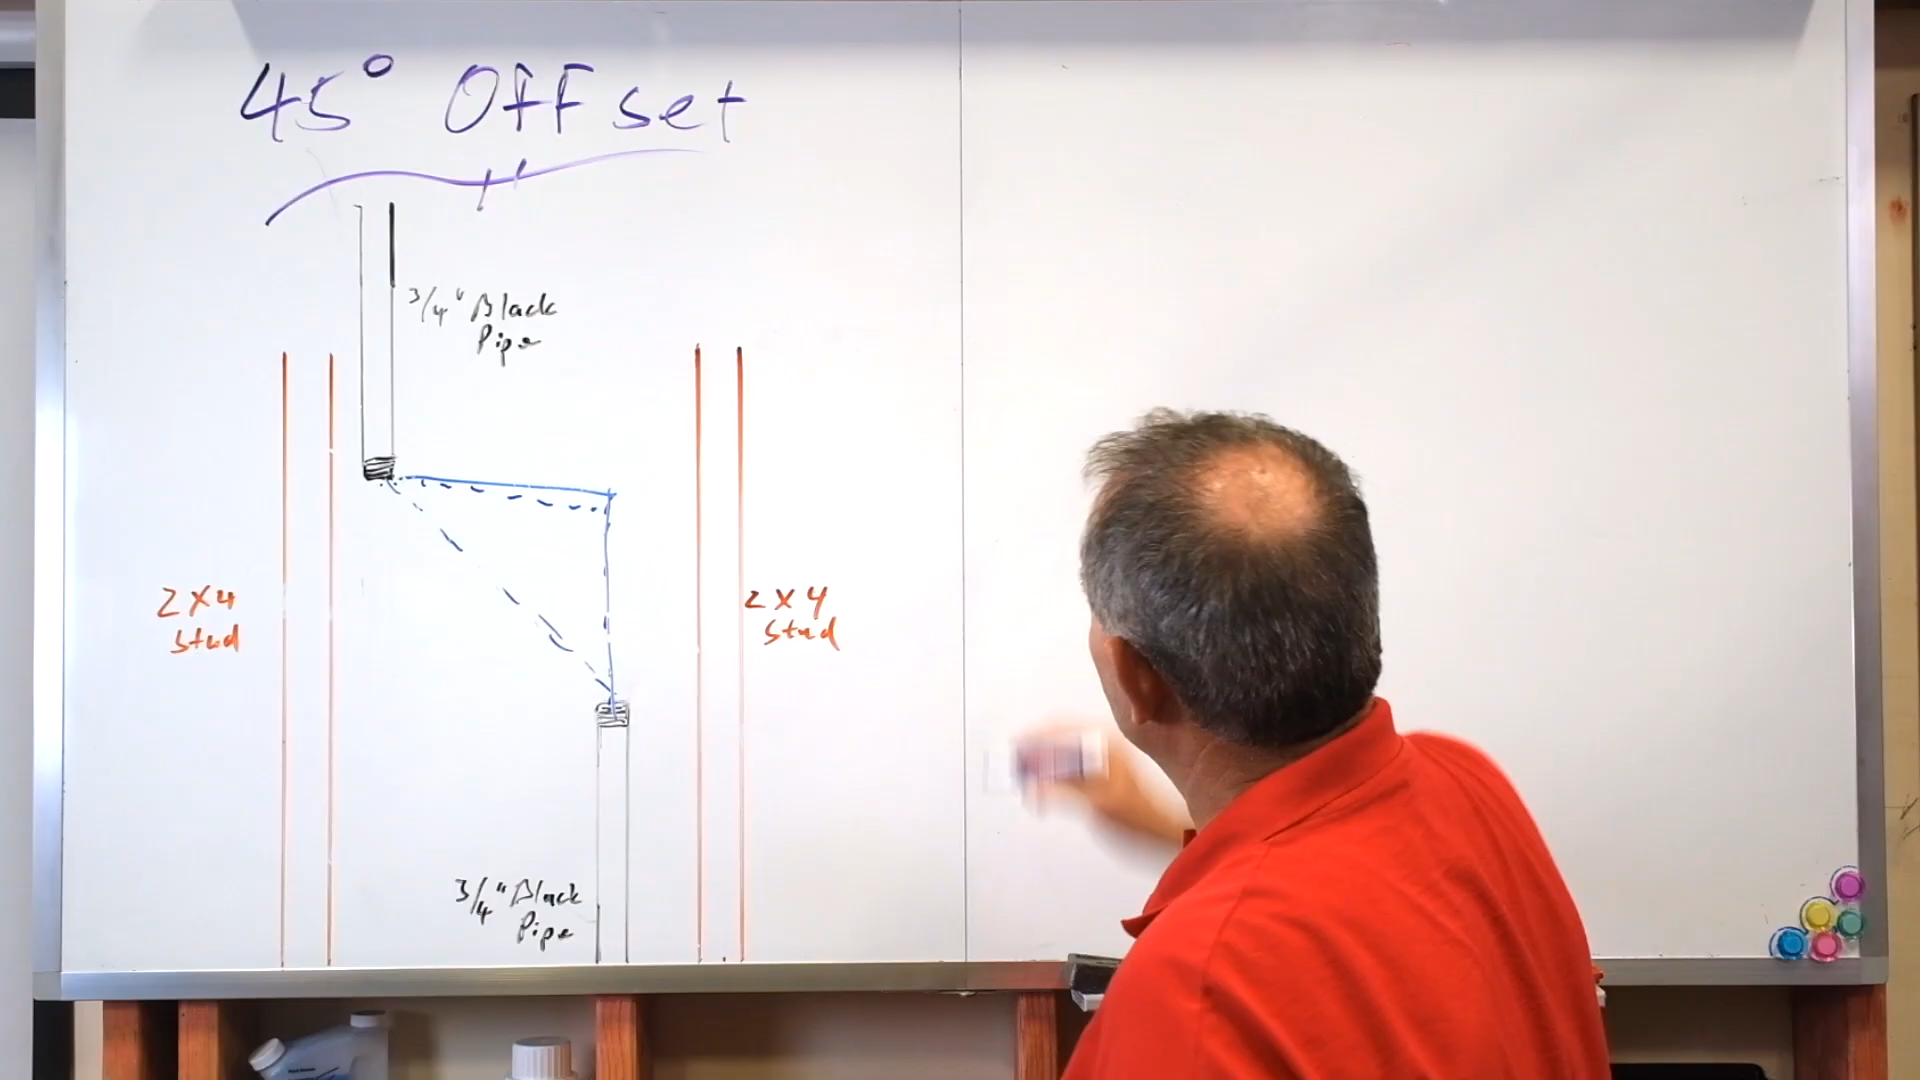 45° Offset
3/4" Black
Pipe
2x4
stud
2x4
stud
3/4" Black
Pipe